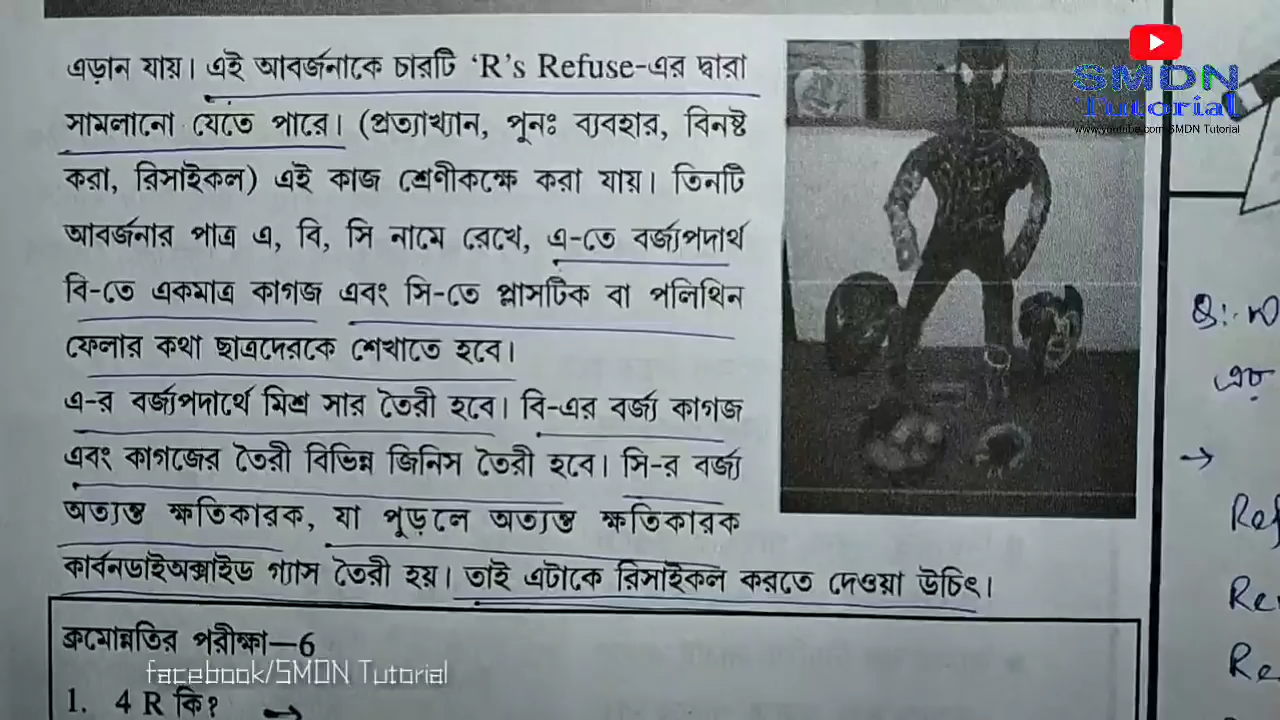 এড়ান যায়। এই আবর্জনাকে চারটি ‘R’s Refuse-এর দ্বারা
সামলানো যেতে পারে। (প্রত্যাখ্যান, পুনঃ ব্যবহার, বিনষ্ট
করা, রিসাইকল) এই কাজ শ্রেণীকক্ষে করা যায়। তিনটি
আবর্জনার পাত্র এ, বি, সি নামে রেখে, এ-তে বর্জ্যপদার্থ
বি-তে একমাত্র কাগজ এবং সি-তে প্লাসটিক বা পলিথিন
ফেলার কথা ছাত্রদেরকে শেখাতে হবে।
এ-র বর্জ্যপদার্থে মিশ্র সার তৈরী হবে। বি-এর বর্জ্য কাগজ
এবং কাগজের তৈরী বিভিন্ন জিনিস তৈরী হবে। সি-র বর্জ্য
অত্যন্ত ক্ষতিকারক, যা পুড়লে অত্যন্ত ক্ষতিকারক
কার্বনডাইঅক্সাইড গ্যাস তৈরী হয়। তাই এটাকে রিসাইকল করতে দেওয়া উচিৎ।
ক্রমোন্নতির পরীক্ষা—6
1. 4 R কি?
SMDN
Tutorial
www.youtube.com/SMDN Tutorial
facebook/SMDN Tutorial